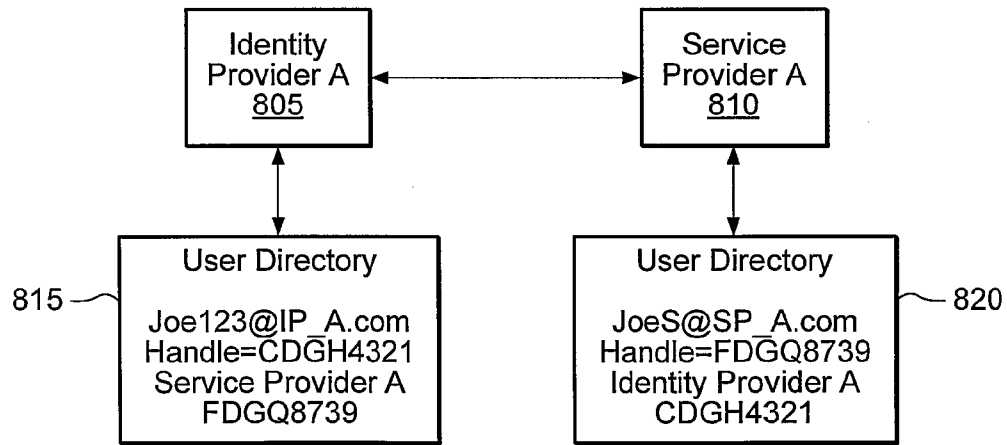 Identity
Provider A
805
Service
Provider A
810
815
User Directory
Joe123@IP_A.com
Handle=CDGH4321
Service Provider A
FDGQ8739
User Directory
JoeS@SP_A.com
Handle=FDGQ8739
Identity Provider A
CDGH4321
820